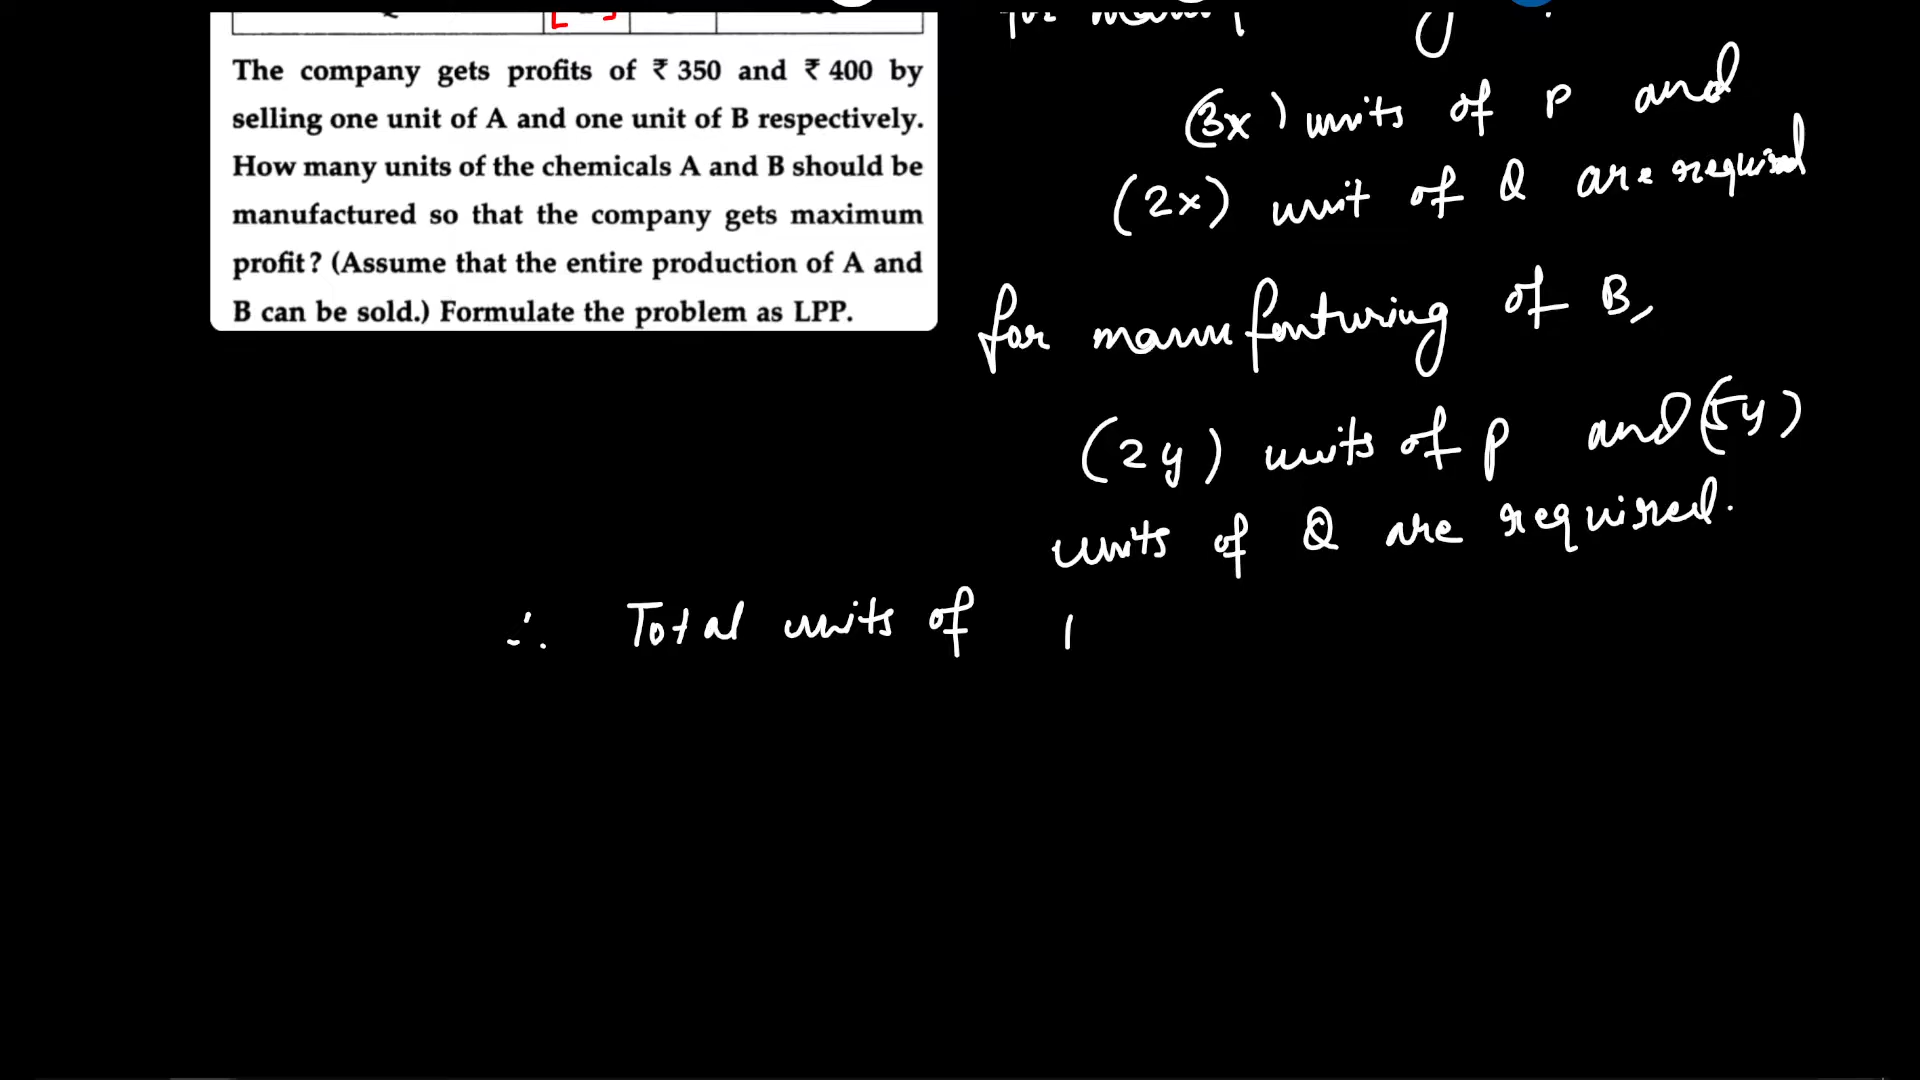 The company gets profits of ₹ 350 and ₹ 400 by
selling one unit of A and one unit of B respectively.
How many units of the chemicals A and B should be
manufactured so that the company gets maximum
profit? (Assume that the entire production of A and
B can be sold.) Formulate the problem as LPP.
(3x) units of P and
(2x) unit of Q are required
for manufanturing of B,
(2y) units of P and (5y)
units of Q are required.
∴ Total units of